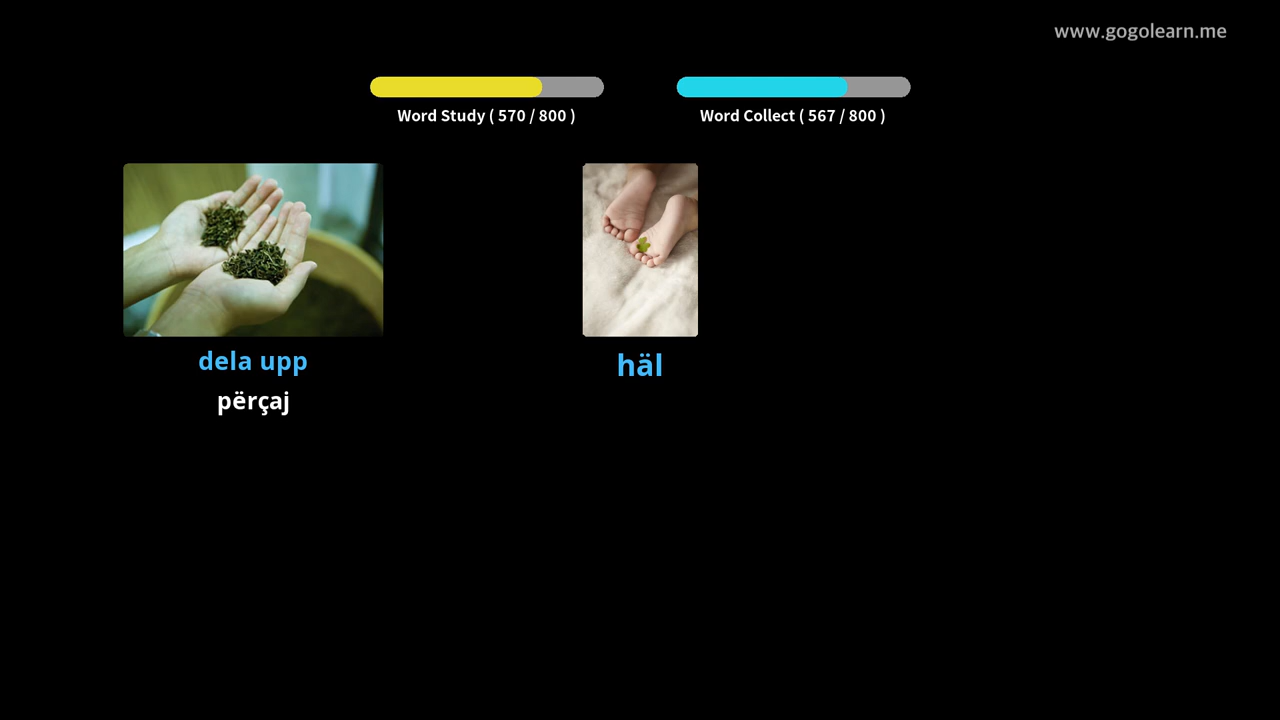 www.gogolearn.me
Word Study ( 570 / 800 )
Word Collect ( 567 / 800 )
dela upp
përçaj
häl